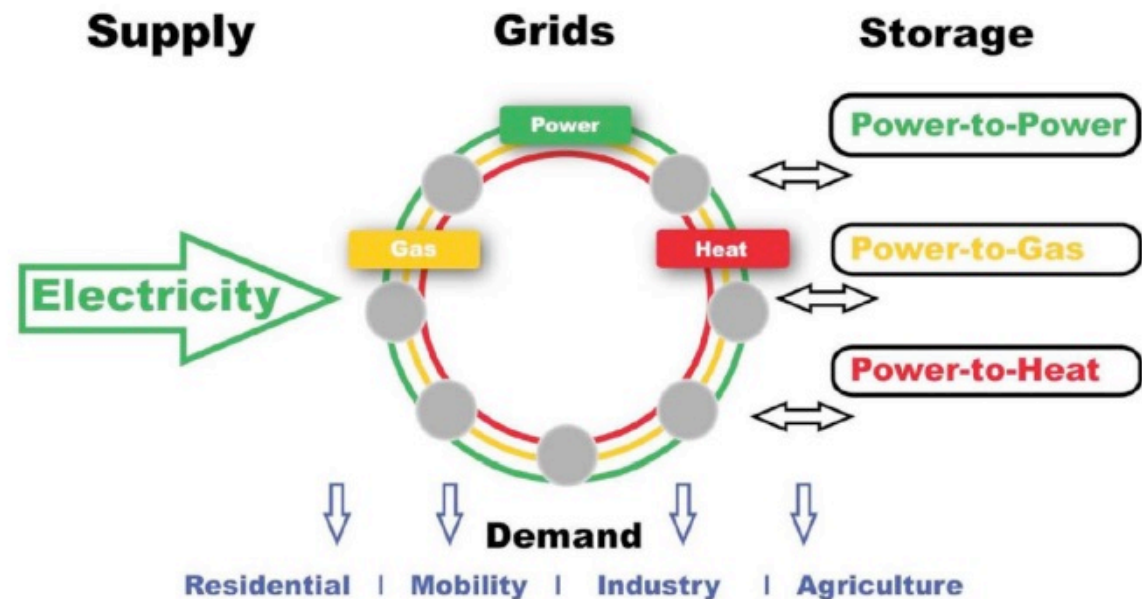 Supply Grids Storage
Power Power-to-Power
Gas Heat Power-to-Gas
Electricity
Power-to-Heat
Demand
Residential | Mobility | Industry | Agriculture